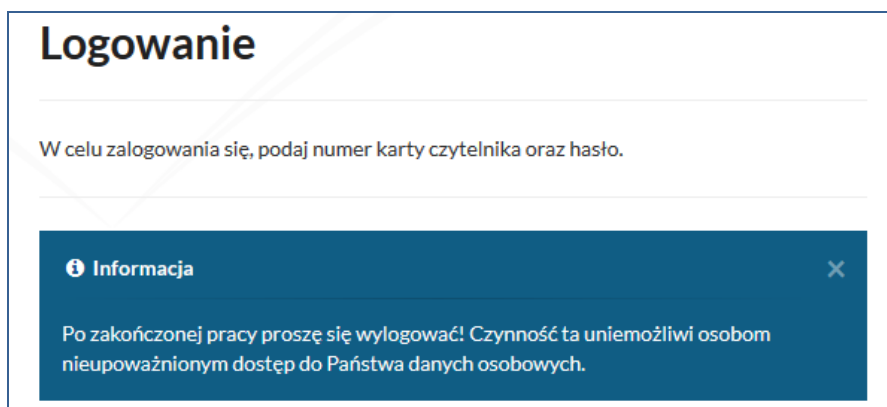 Logowanie
W celu zalogowania się, podaj numer karty czytelnika oraz hasło.
Informacja
Po zakończonej pracy proszę się wylogować! Czynność ta uniemożliwi osobom
nieupoważnionym dostęp do Państwa danych osobowych.